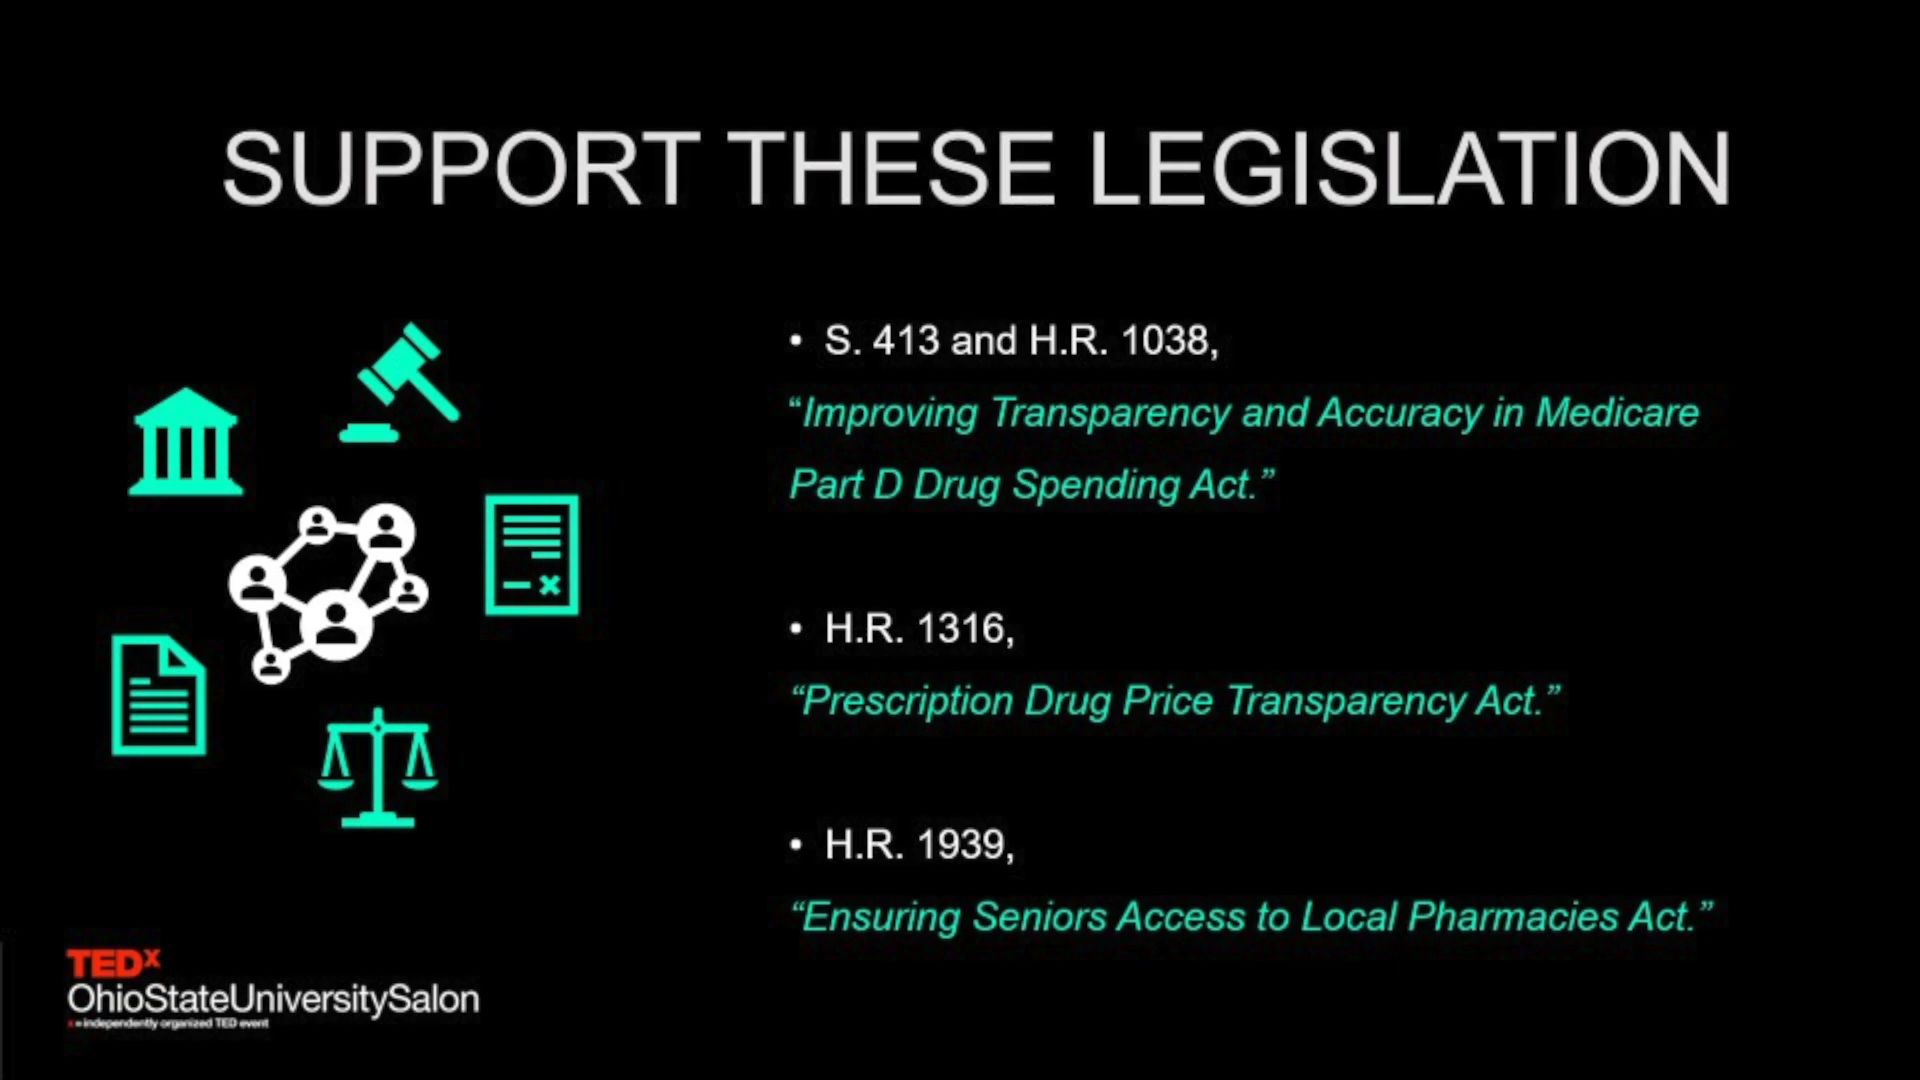 SUPPORT THESE LEGISLATION
• S. 413 and H.R. 1038,
“Improving Transparency and Accuracy in Medicare
Part D Drug Spending Act.”
• H.R. 1316,
“Prescription Drug Price Transparency Act.”
• H.R. 1939,
“Ensuring Seniors Access to Local Pharmacies Act.”
TEDx
OhioStateUniversitySalon
x = independently organized TED event